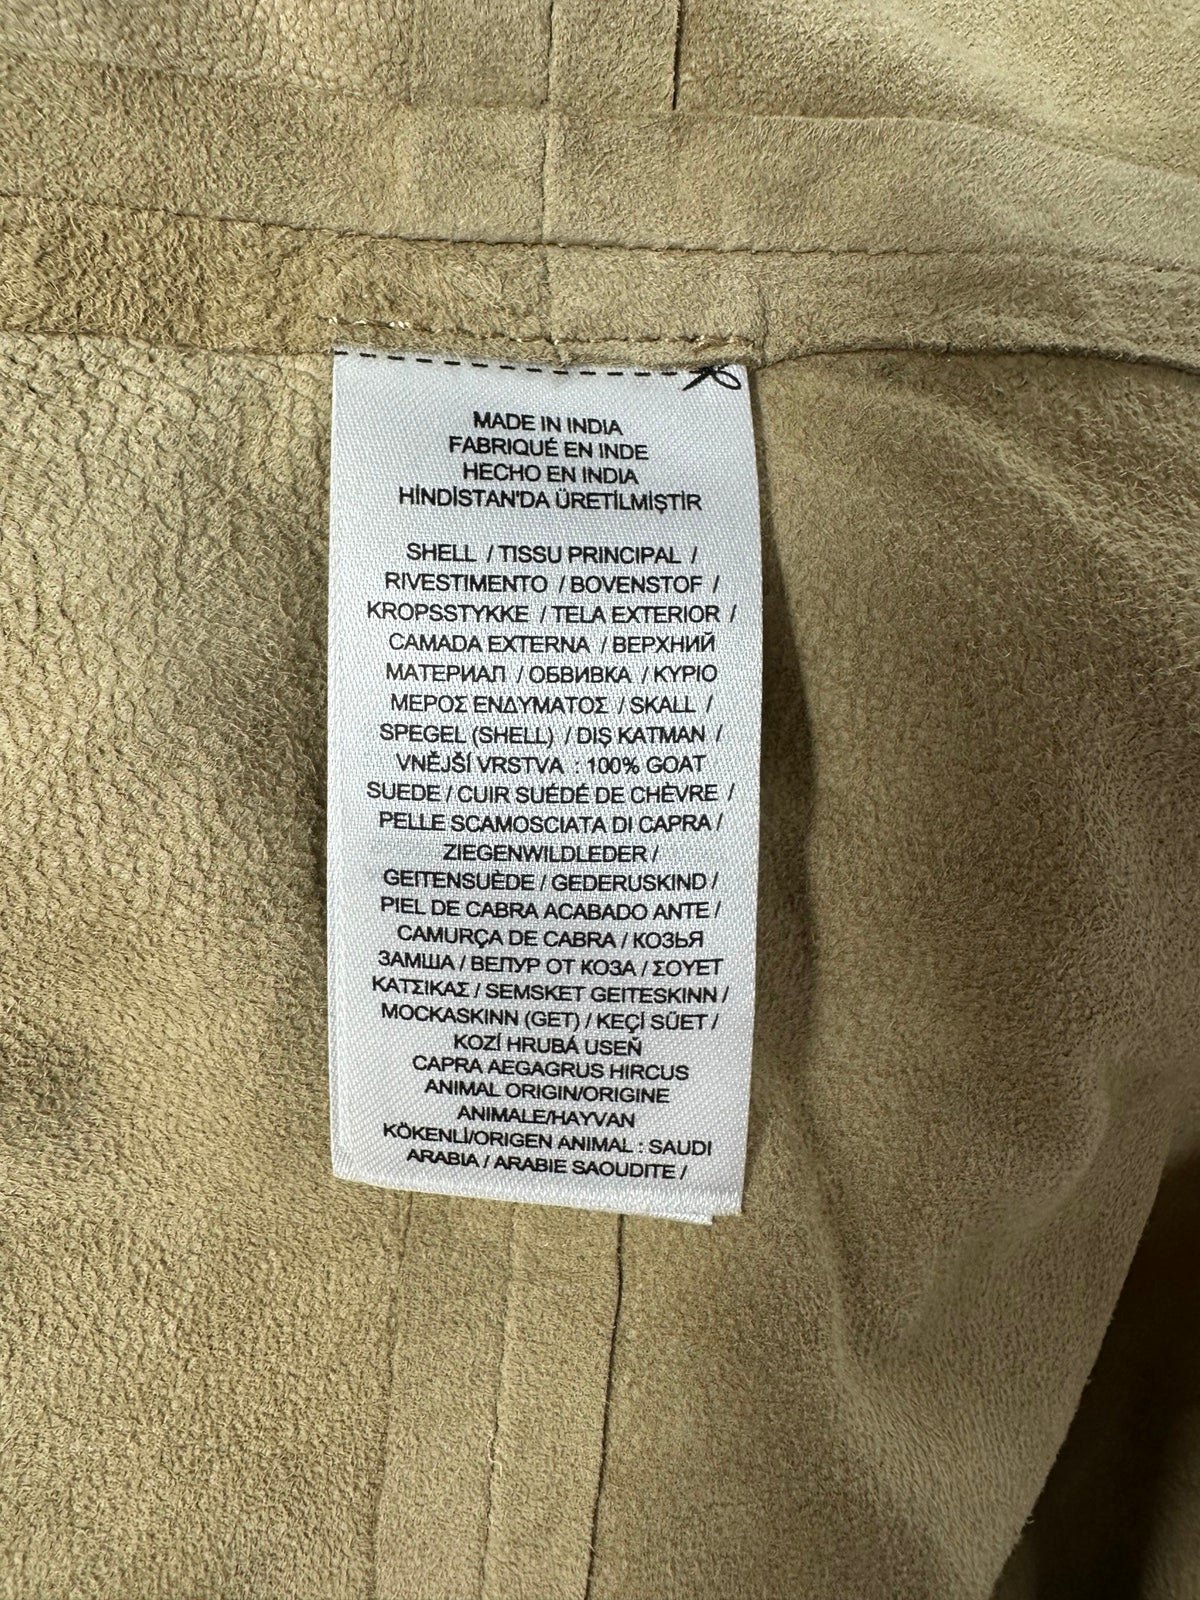 MADE IN INDIA
FABRIQUÉ EN INDE
HECHO EN INDIA
HİNDİSTAN'DA ÜRETİLMİŞTİR
SHELL / TISSU PRINCIPAL /
RIVESTIMENTO / BOVENSTOF /
KROPSSTYKKE / TELA EXTERIOR /
CAMADA EXTERNA / ВЕРХНИЙ
МАТЕРИАЛ / ОБВИВКА / ΚΥΡΙΟ
ΜΕΡΟΣ ΕΝΔΥΜΑΤΟΣ / SKALL /
SPEGEL (SHELL) / DIŞ KATMAN /
VNĚJŠÍ VRSTVA : 100% GOAT
SUEDE / CUIR SUÉDÉ DE CHÈVRE /
PELLE SCAMOSCIATA DI CAPRA /
ZIEGENWILDLEDER /
GEITENSUÈDE / GEDERUSKIND /
PIEL DE CABRA ACABADO ANTE /
CAMURÇA DE CABRA / КОЗЬЯ
ЗАМША / ВЕЛУР ОТ КОЗА / ΣΟΥΕΤ
ΚΑΤΣΙΚΑΣ / SEMSKET GEITESKINN /
MOCKASKINN (GET) / KEÇİ SÜET /
KOZÍ HRUBÁ USEŇ
CAPRA AEGAGRUS HIRCUS
ANIMAL ORIGIN/ORIGINE
ANIMALE/HAYVAN
KÖKENLİ/ORIGEN ANIMAL : SAUDI
ARABIA / ARABIE SAOUDITE /